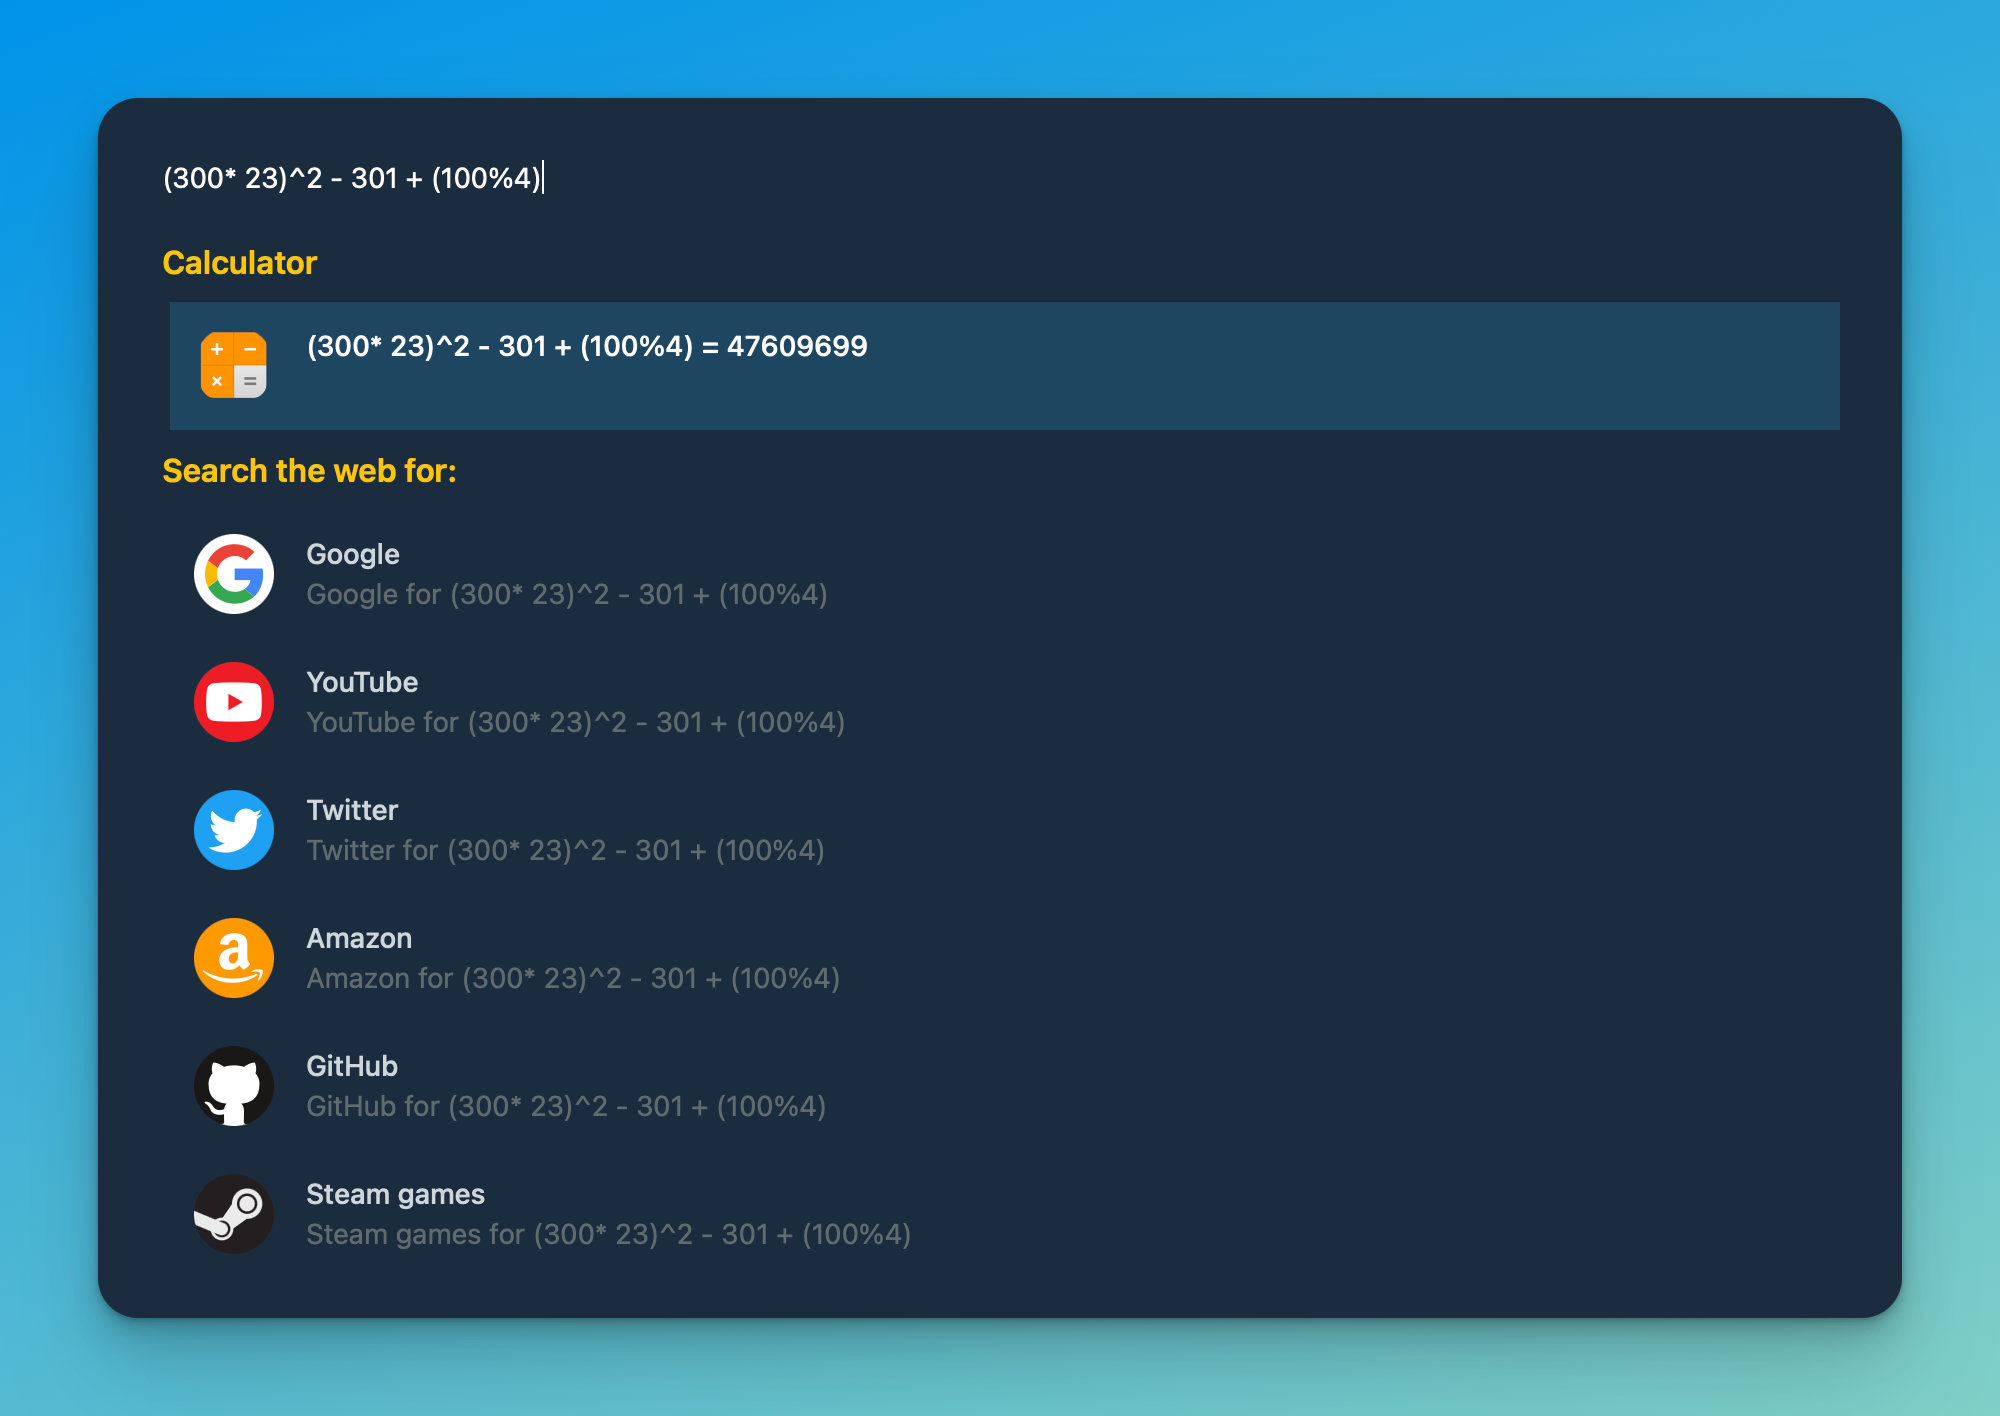 (300* 23)^2 - 301 + (100%4)
Calculator
(300* 23)^2 - 301 + (100%4) = 47609699
Search the web for:
Google
Google for (300* 23)^2 - 301 + (100%4)
YouTube
YouTube for (300* 23)^2 - 301 + (100%4)
Twitter
Twitter for (300* 23)^2 - 301 + (100%4)
Amazon
Amazon for (300* 23)^2 - 301 + (100%4)
GitHub
GitHub for (300* 23)^2 - 301 + (100%4)
Steam games
Steam games for (300* 23)^2 - 301 + (100%4)